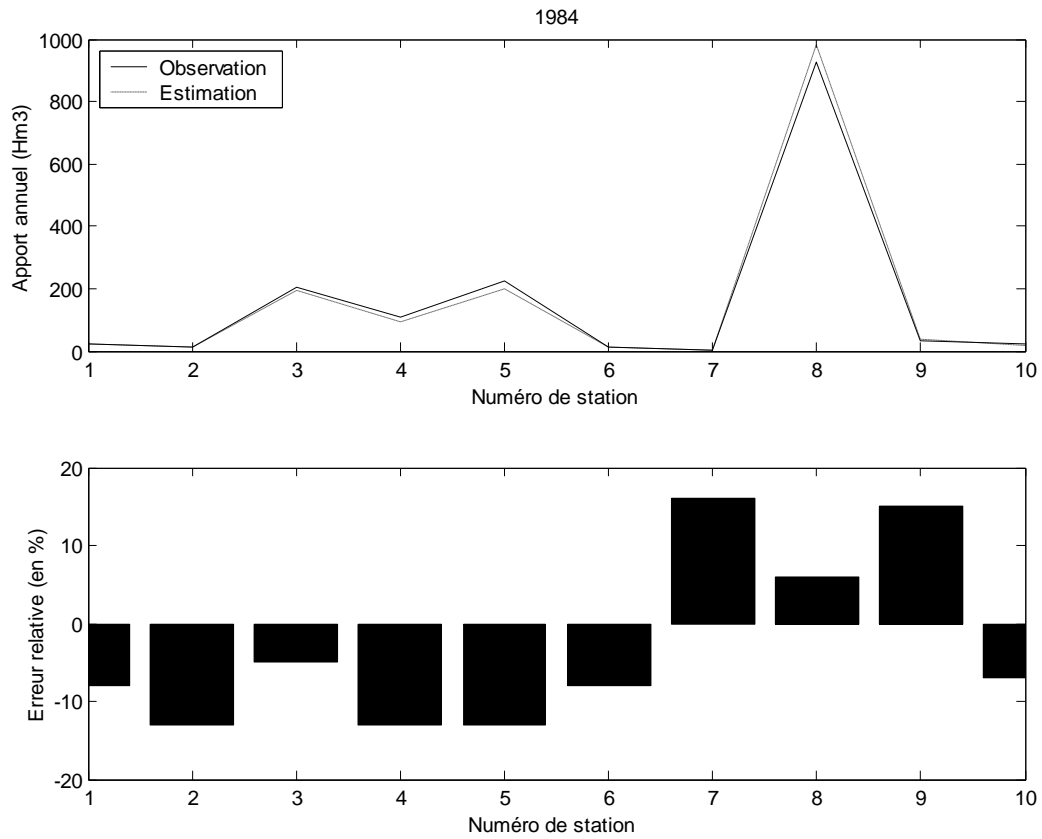 1984
Apport annuel (Hm3)
1000
800
600
400
200
0
Observation
Estimation
1 2 3 4 5 6 7 8 9 10
Numéro de station
Erreur relative (en %)
20
10
0
-10
-20
1 2 3 4 5 6 7 8 9 10
Numéro de station